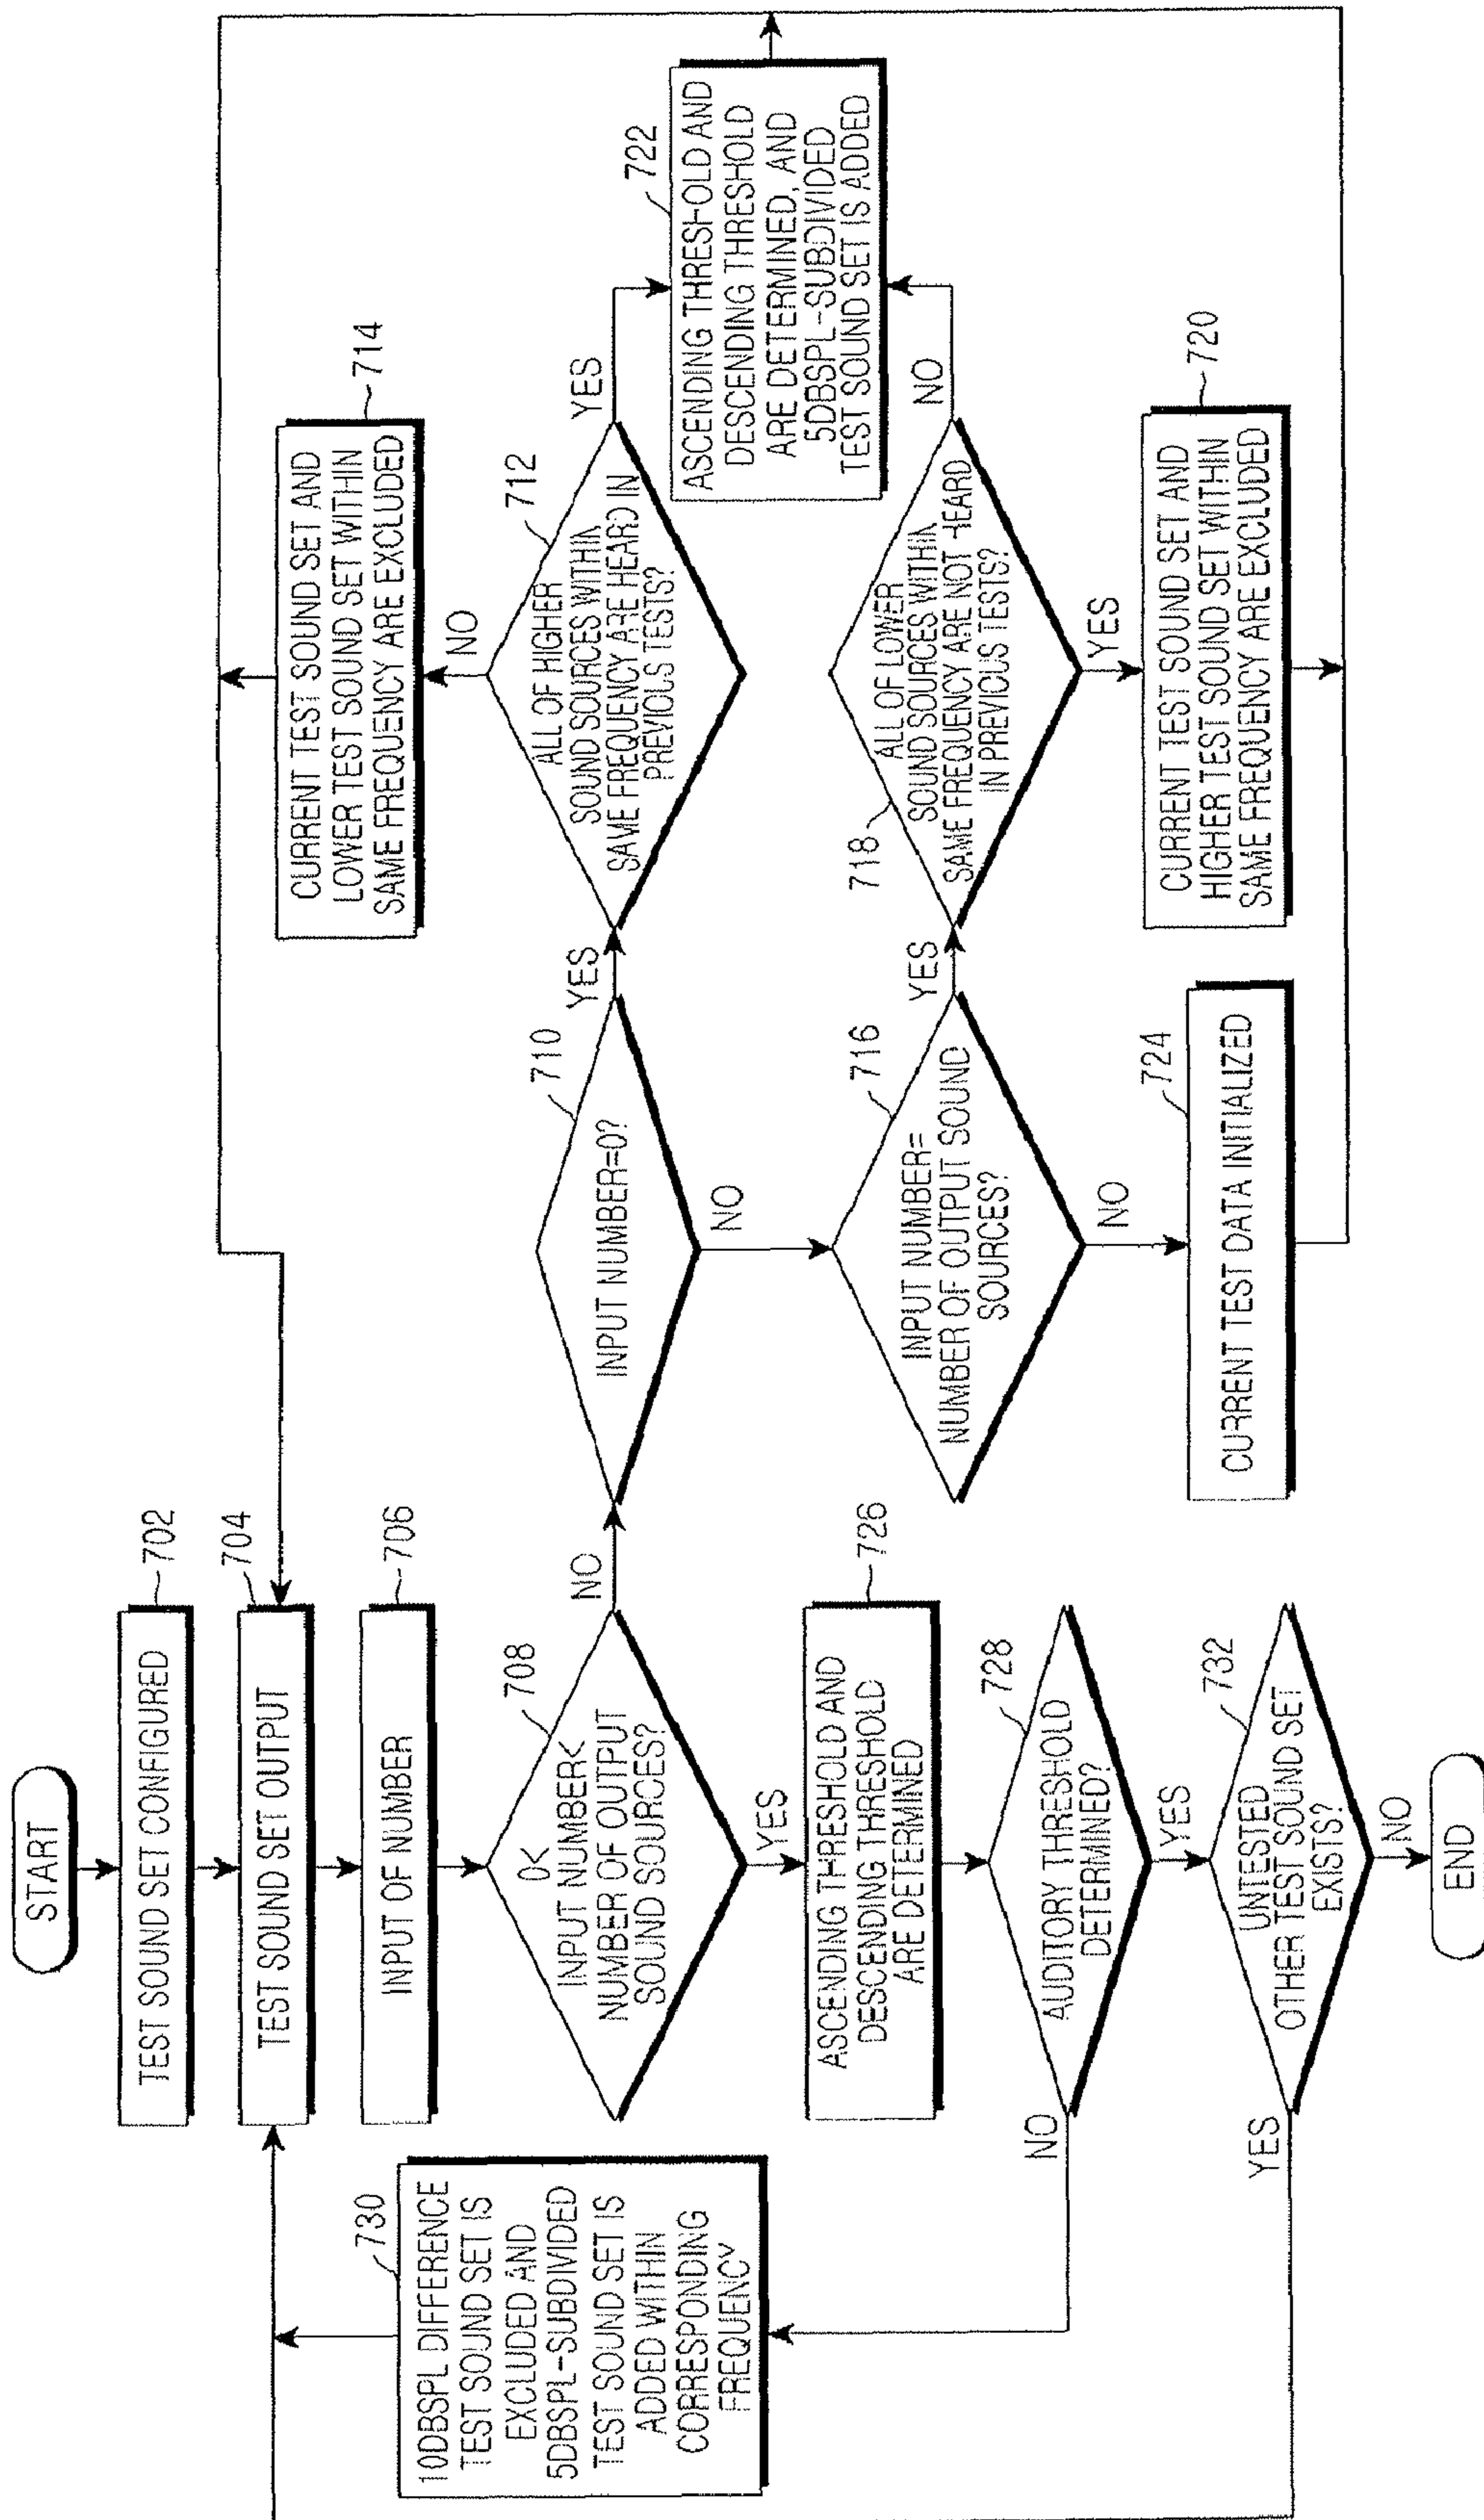 START
TEST SOUND SET CONFIGURED
702
TEST SOUND SET OUTPUT
704
INPUT OF NUMBER
706
0<
INPUT NUMBER<
NUMBER OF OUTPUT
SOUND SOURCES?
708
NO
YES
INPUT NUMBER=0?
710
YES
NO
ALL OF HIGHER
SOUND SOURCES WITHIN
SAME FREQUENCY ARE HEARD IN
PREVIOUS TESTS?
712
NO
YES
CURRENT TEST SOUND SET AND
LOWER TEST SOUND SET WITHIN
SAME FREQUENCY ARE EXCLUDED
714
INPUT NUMBER=
NUMBER OF OUTPUT SOUND
SOURCES?
716
YES
NO
ALL OF LOWER
SOUND SOURCES WITHIN
SAME FREQUENCY ARE NOT HEARD
IN PREVIOUS TESTS?
718
NO
YES
CURRENT TEST SOUND SET AND
HIGHER TEST SOUND SET WITHIN
SAME FREQUENCY ARE EXCLUDED
720
ASCENDING THRESHOLD AND
DESCENDING THRESHOLD
ARE DETERMINED, AND
5DBSPL-SUBDIVIDED
TEST SOUND SET IS ADDED
722
CURRENT TEST DATA INITIALIZED
724
ASCENDING THRESHOLD AND
DESCENDING THRESHOLD
ARE DETERMINED
726
AUDITORY THRESHOLD
DETERMINED?
728
NO
YES
10DBSPL DIFFERENCE
TEST SOUND SET IS
EXCLUDED AND
5DBSPL-SUBDIVIDED
TEST SOUND SET IS
ADDED WITHIN
CORRESPONDING
FREQUENCY
730
UNTESTED
OTHER TEST SOUND SET
EXISTS?
732
YES
NO
END